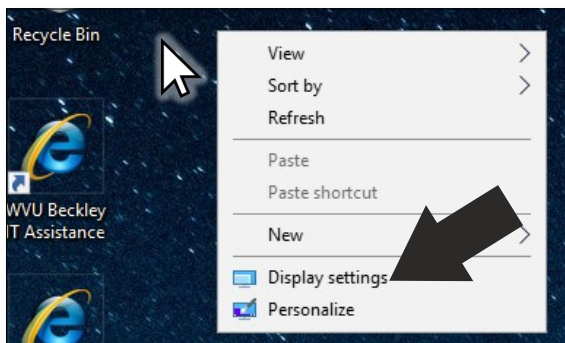 Recycle Bin
WVU Beckley
IT Assistance
View
Sort by
Refresh
Paste
Paste shortcut
New
Display settings
Personalize